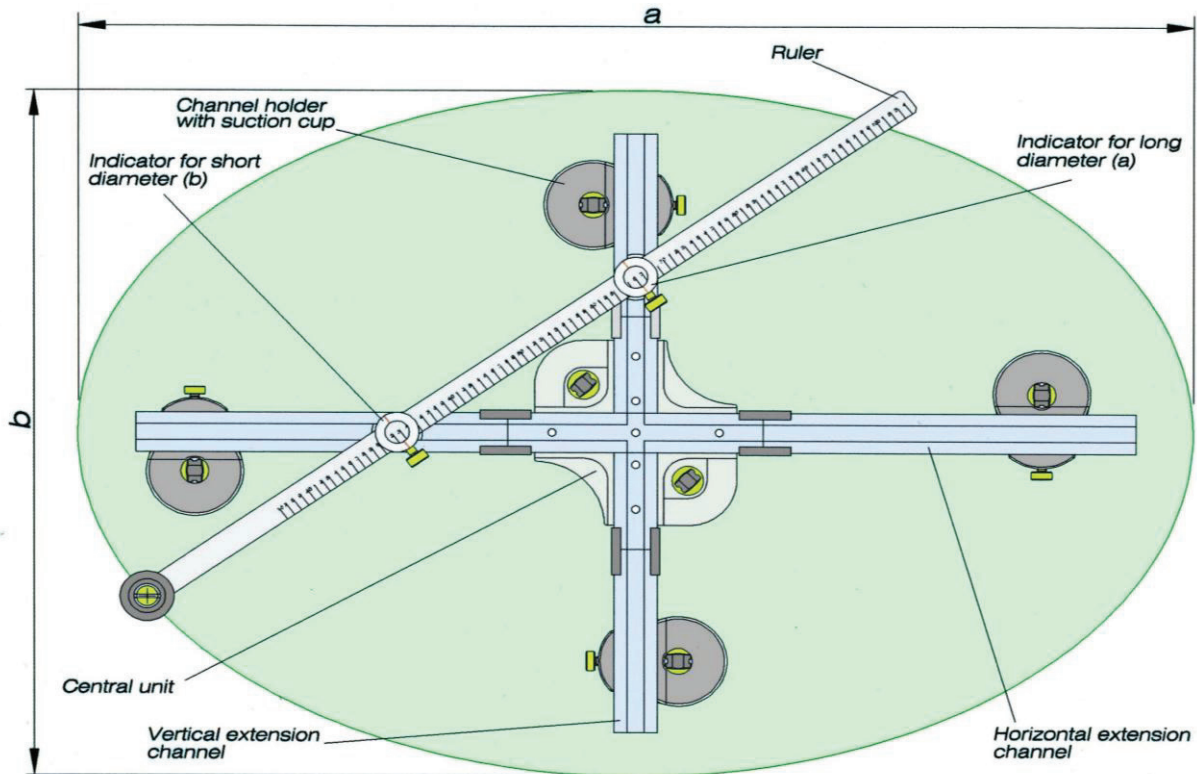 a
Ruler
Channel holder
with suction cup
Indicator for short
diameter (b)
Indicator for long
diameter (a)
b
Central unit
Vertical extension
channel
Horizontal extension
channel